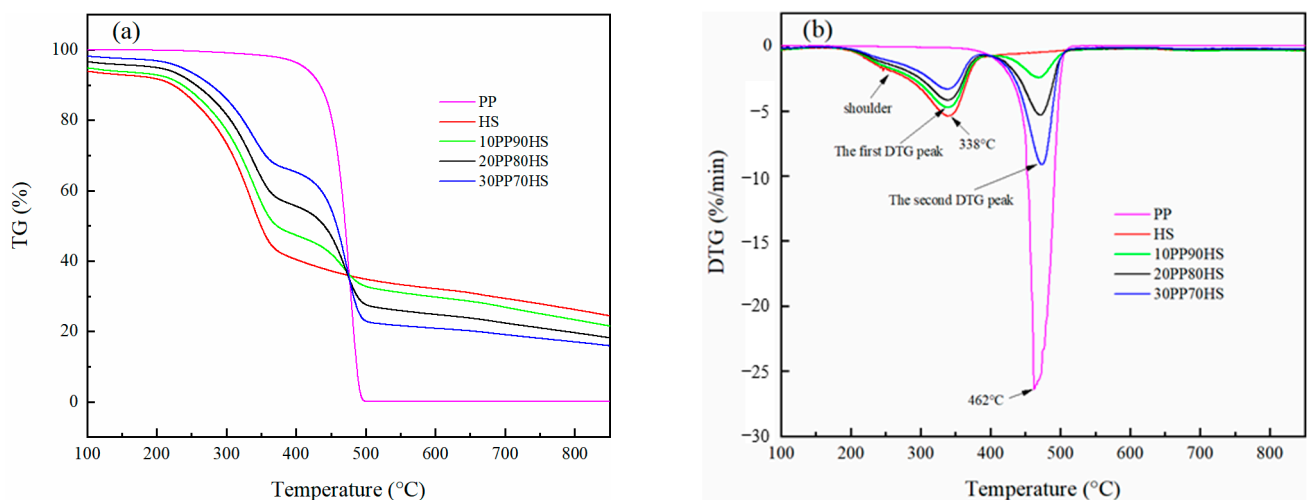 (a)
TG (%)
100
80
60
40
20
0
PP
HS
10PP90HS
20PP80HS
30PP70HS
100 200 300 400 500 600 700 800
Temperature (°C)
(b)
DTG (%/min)
0
−5
−10
−15
−20
−25
−30
shoulder
338°C
The first DTG peak
The second DTG peak
462°C
PP
HS
10PP90HS
20PP80HS
30PP70HS
100 200 300 400 500 600 700 800
Temperature (°C)